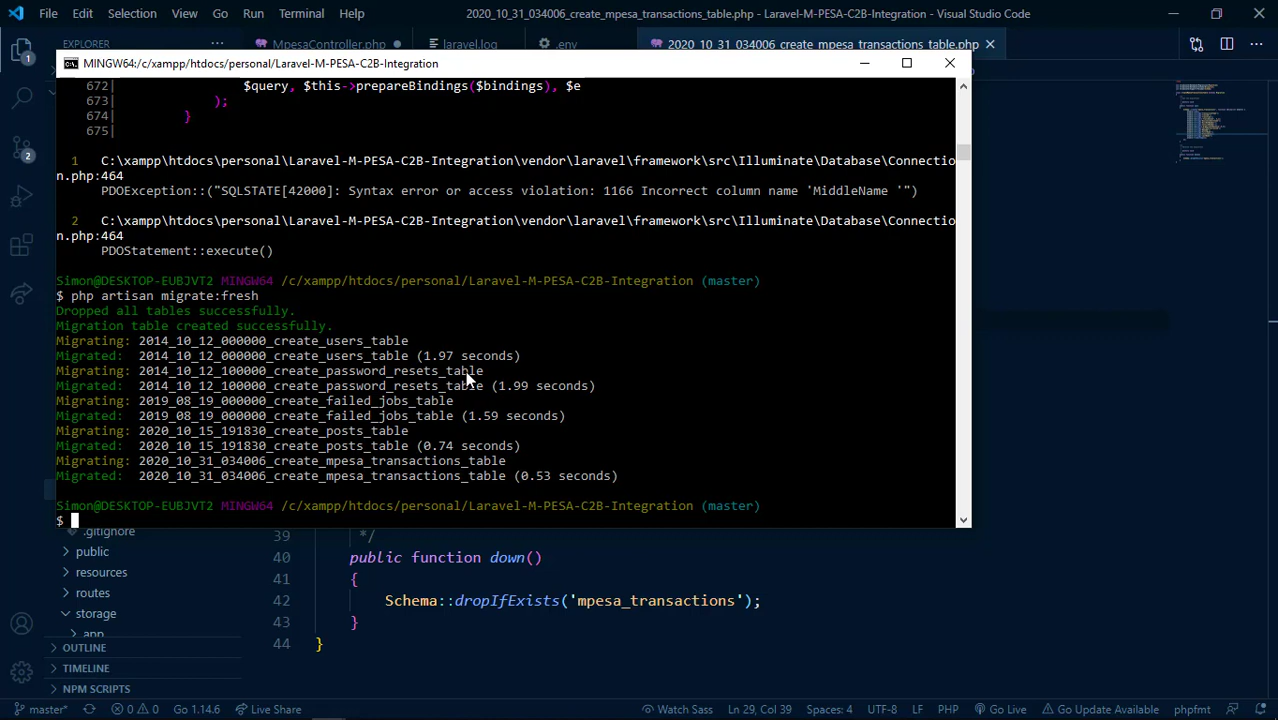 File Edit Selection View Go Run Terminal Help 2020_10_31_034006_create_mpesa_transactions_table.php - Laravel-M-PESA-C2B-Integration - Visual Studio Code
EXPLORER ··· MpesaController.php laravel.log .env 2020_10_31_034006_create_mpesa_transactions_table.php
MINGW64:/c/xampp/htdocs/personal/Laravel-M-PESA-C2B-Integration
672| $query, $this->prepareBindings($bindings), $e
673| );
674| }
675|
1 C:\xampp\htdocs\personal\Laravel-M-PESA-C2B-Integration\vendor\laravel\framework\src\Illuminate\Database\Connectio
n.php:464
PDOException::("SQLSTATE[42000]: Syntax error or access violation: 1166 Incorrect column name 'MiddleName '")
2 C:\xampp\htdocs\personal\Laravel-M-PESA-C2B-Integration\vendor\laravel\framework\src\Illuminate\Database\Connectio
n.php:464
PDOStatement::execute()
Simon@DESKTOP-EUBJVT2 MINGW64 /c/xampp/htdocs/personal/Laravel-M-PESA-C2B-Integration (master)
$ php artisan migrate:fresh
Dropped all tables successfully.
Migration table created successfully.
Migrating: 2014_10_12_000000_create_users_table
Migrated: 2014_10_12_000000_create_users_table (1.97 seconds)
Migrating: 2014_10_12_100000_create_password_resets_table
Migrated: 2014_10_12_100000_create_password_resets_table (1.99 seconds)
Migrating: 2019_08_19_000000_create_failed_jobs_table
Migrated: 2019_08_19_000000_create_failed_jobs_table (1.59 seconds)
Migrating: 2020_10_15_191830_create_posts_table
Migrated: 2020_10_15_191830_create_posts_table (0.74 seconds)
Migrating: 2020_10_31_034006_create_mpesa_transactions_table
Migrated: 2020_10_31_034006_create_mpesa_transactions_table (0.53 seconds)
Simon@DESKTOP-EUBJVT2 MINGW64 /c/xampp/htdocs/personal/Laravel-M-PESA-C2B-Integration (master)
$
.gitignore
public
resources
routes
storage
app
39 */
40 public function down()
41 {
42 Schema::dropIfExists('mpesa_transactions');
43 }
44 }
OUTLINE
TIMELINE
NPM SCRIPTS
1
2
master* 0 0 Go 1.14.6 Live Share Watch Sass Ln 29, Col 39 Spaces: 4 UTF-8 LF PHP Go Live Go Update Available phpfmt